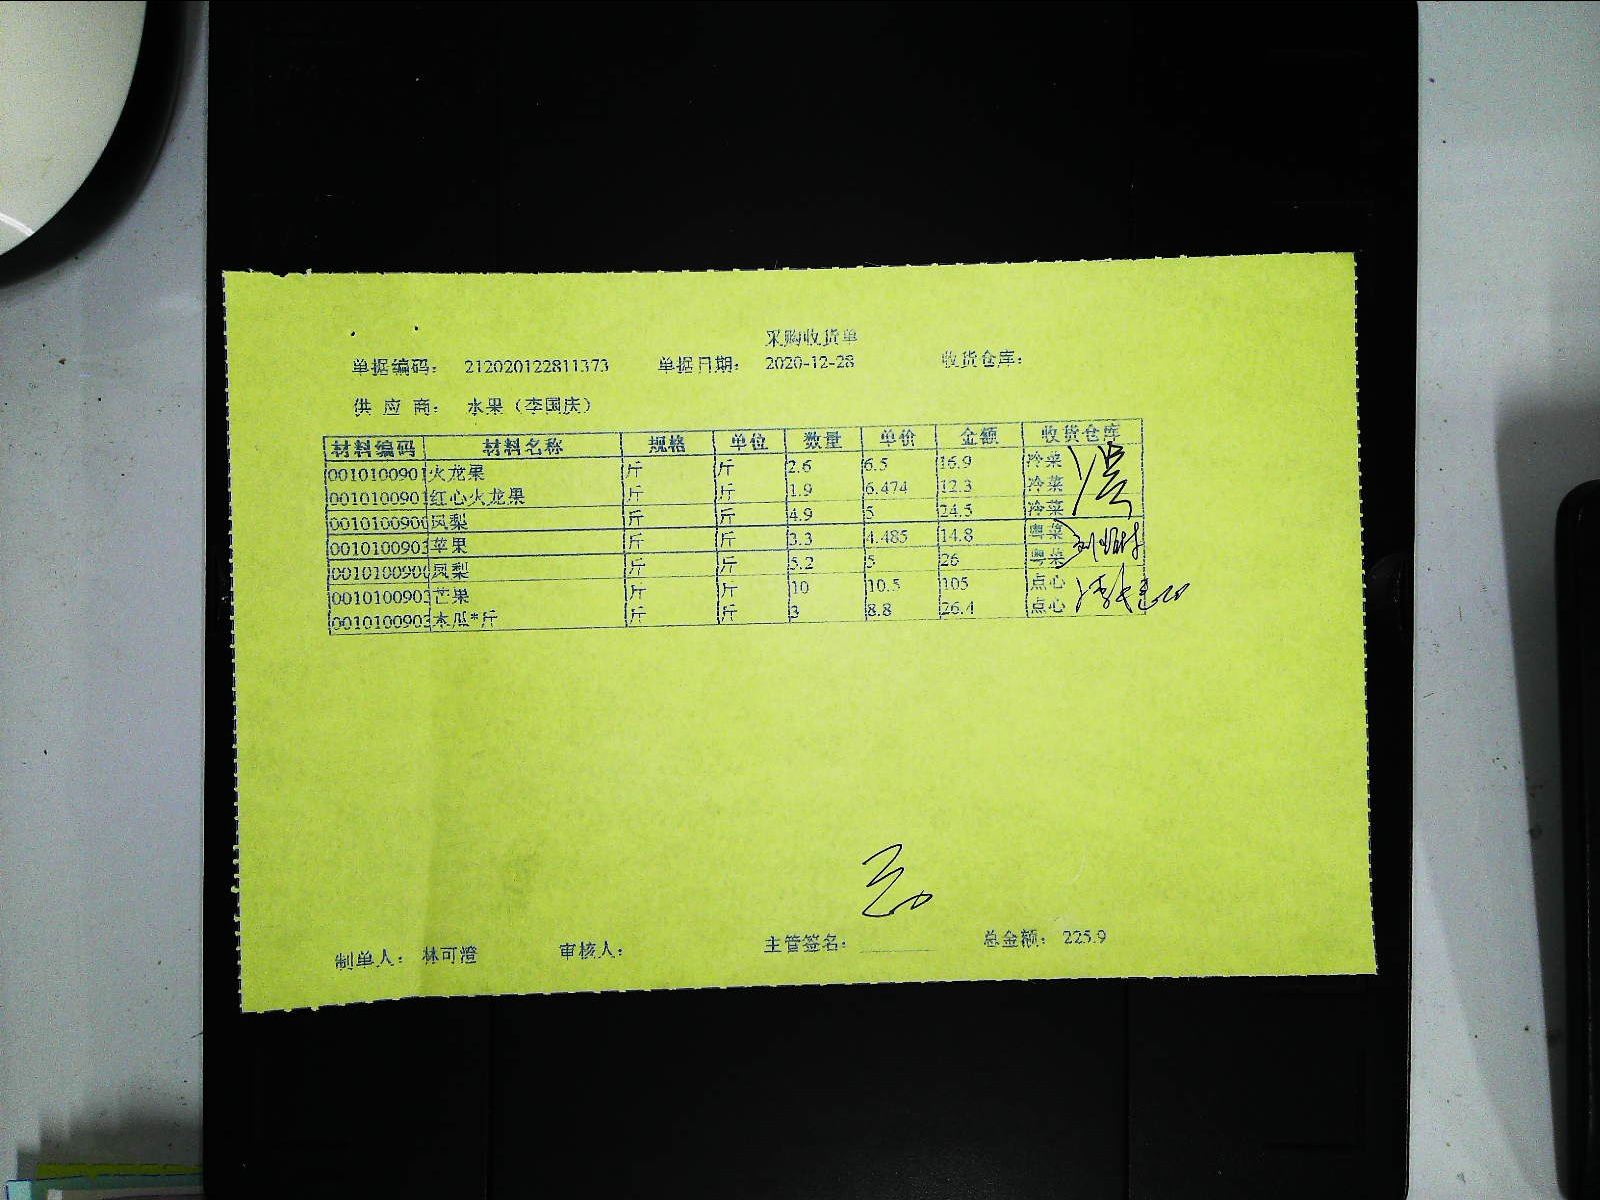 采购收货单
单据编码： 212020122811373 单据日期： 2020-12-28 收货仓库：
供 应 商： 水果（李国庆）
材料编码 材料名称 规格 单位 数量 单价 金额 收货仓库
0010100901 火龙果 斤 斤 2.6 6.5 16.9 冷菜
0010100901 红心火龙果 斤 斤 1.9 6.474 12.3 冷菜
0010100900 凤梨 斤 斤 4.9 5 24.5 冷菜
0010100903 苹果 斤 斤 3.3 4.485 14.8 粤菜
0010100900 凤梨 斤 斤 5.2 5 26 粤菜
0010100903 芒果 斤 斤 10 10.5 105 点心
0010100903 木瓜*斤 斤 斤 3 8.8 26.4 点心
制单人： 林可澄 审核人： 主管签名： 总金额： 225.9